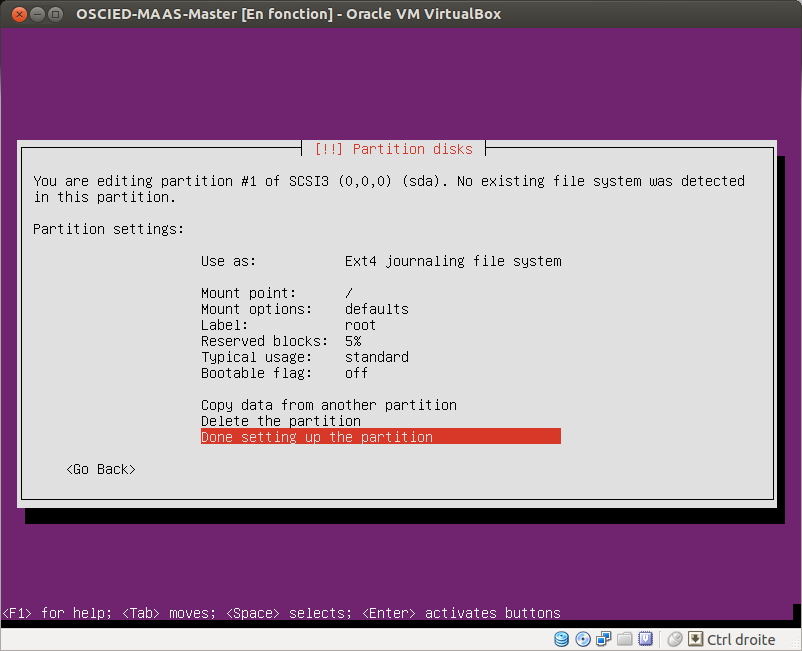 OSCIED-MAAS-Master [En fonction] - Oracle VM VirtualBox
[!!] Partition disks
You are editing partition #1 of SCSI3 (0,0,0) (sda). No existing file system was detected
in this partition.
Partition settings:
Use as: Ext4 journaling file system
Mount point: /
Mount options: defaults
Label: root
Reserved blocks: 5%
Typical usage: standard
Bootable flag: off
Copy data from another partition
Delete the partition
Done setting up the partition
<Go Back>
<F1> for help; <Tab> moves; <Space> selects; <Enter> activates buttons
Ctrl droite